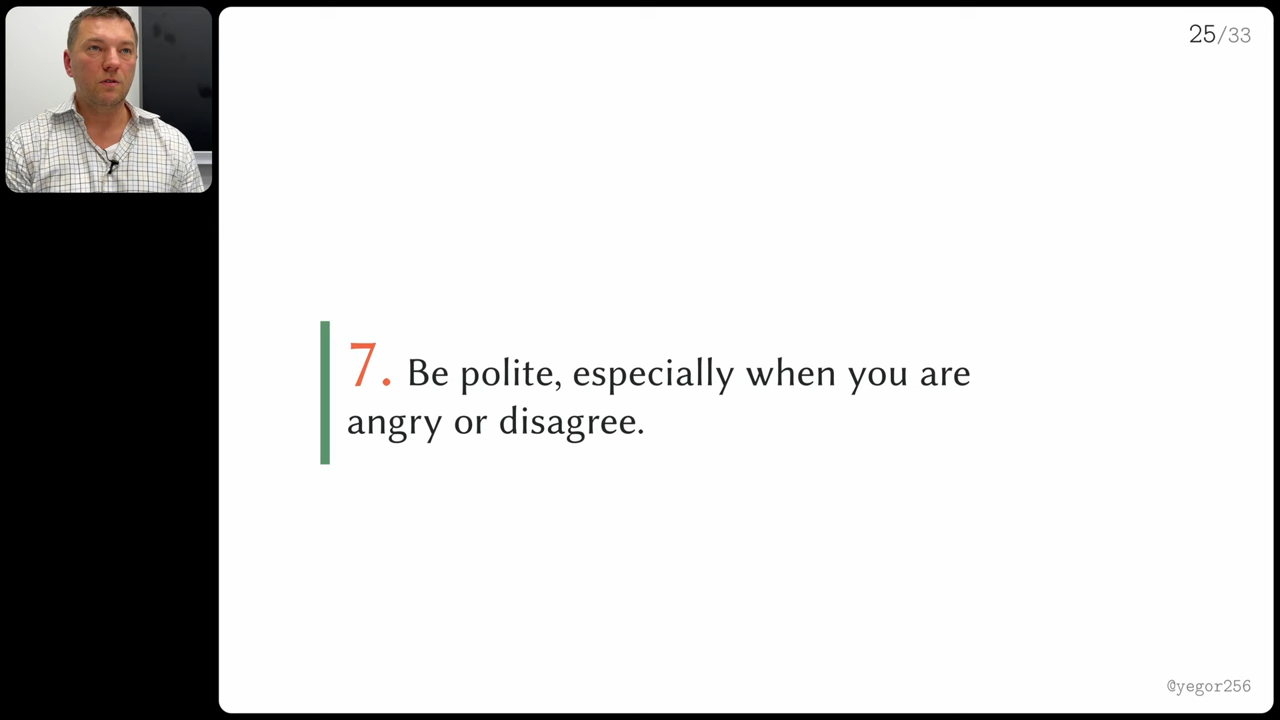 25/33
7. Be polite, especially when you are
angry or disagree.
@yegor256